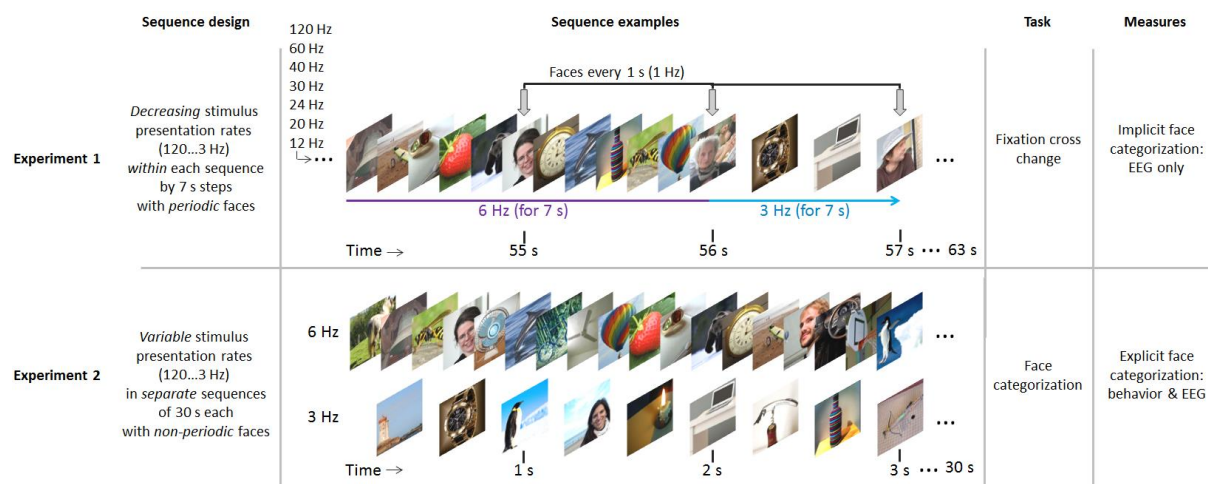 Sequence design
Sequence examples
Task
Measures
120 Hz
60 Hz
40 Hz
30 Hz
24 Hz
20 Hz
12 Hz
...
Faces every 1 s (1 Hz)
Experiment 1
Decreasing stimulus
presentation rates
(120...3 Hz)
within each sequence
by 7 s steps
with periodic faces
...
Fixation cross
change
Implicit face
categorization:
EEG only
6 Hz (for 7 s)
3 Hz (for 7 s)
Time →
55 s
56 s
57 s ... 63 s
Experiment 2
Variable stimulus
presentation rates
(120...3 Hz)
in separate sequences
of 30 s each
with non-periodic faces
6 Hz
...
3 Hz
...
Face
categorization
Explicit face
categorization:
behavior & EEG
Time →
1 s
2 s
3 s ... 30 s